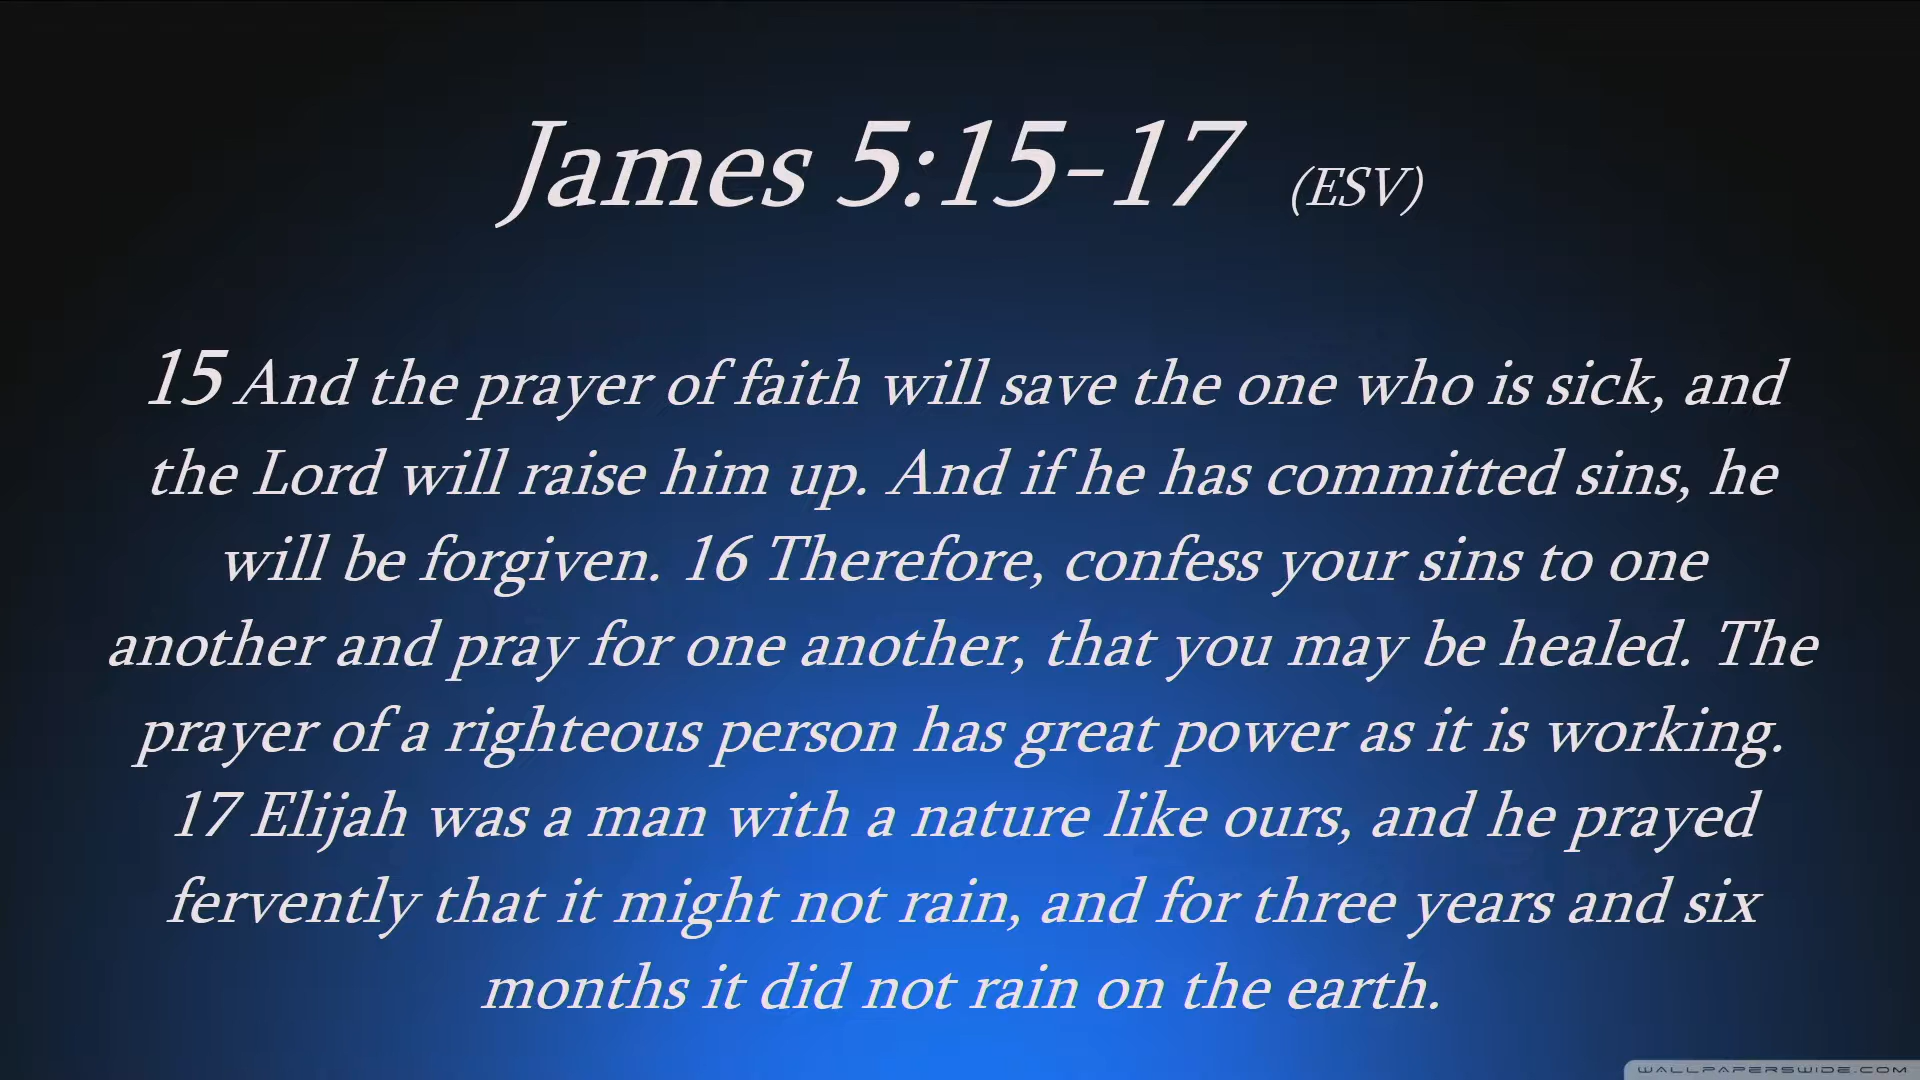 James 5:15-17 (ESV)
15 And the prayer of faith will save the one who is sick, and
the Lord will raise him up. And if he has committed sins, he
will be forgiven. 16 Therefore, confess your sins to one
another and pray for one another, that you may be healed. The
prayer of a righteous person has great power as it is working.
17 Elijah was a man with a nature like ours, and he prayed
fervently that it might not rain, and for three years and six
months it did not rain on the earth.
WALLPAPERSWIDE.COM